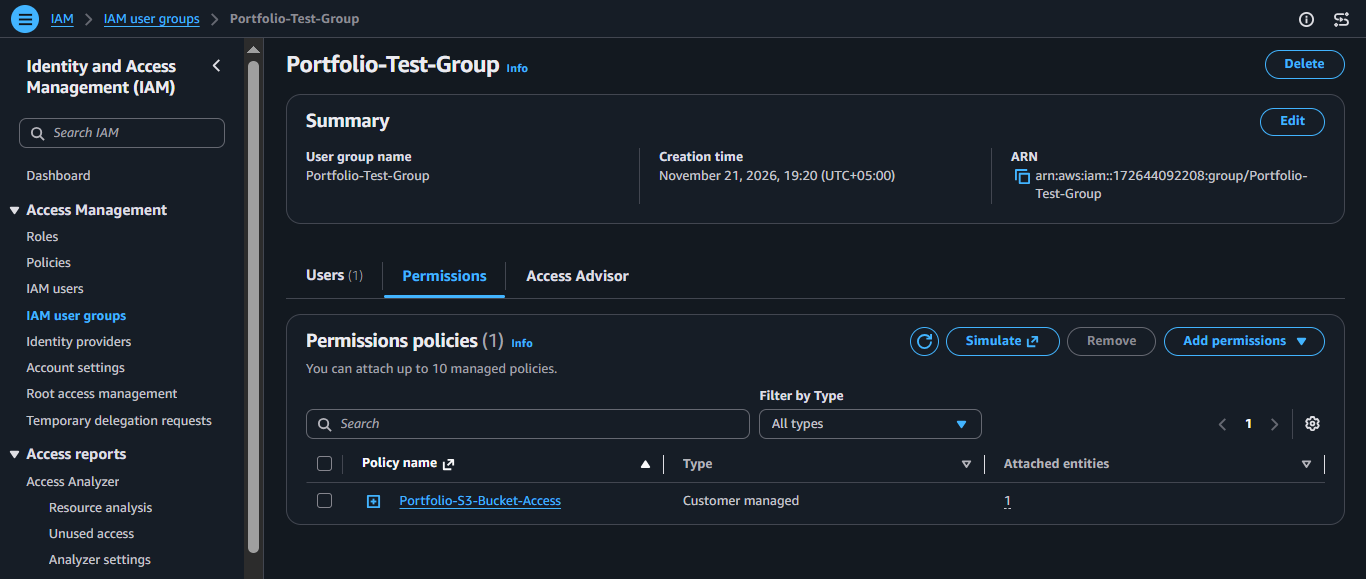 IAM > IAM user groups > Portfolio-Test-Group
Identity and Access
Management (IAM)
Search IAM
Dashboard
Access Management
Roles
Policies
IAM users
IAM user groups
Identity providers
Account settings
Root access management
Temporary delegation requests
Access reports
Access Analyzer
Resource analysis
Unused access
Analyzer settings
Portfolio-Test-Group Info
Delete
Summary
Edit
User group name
Portfolio-Test-Group
Creation time
November 21, 2026, 19:20 (UTC+05:00)
ARN
arn:aws:iam::172644092208:group/Portfolio-
Test-Group
Users (1)
Permissions
Access Advisor
Permissions policies (1) Info
You can attach up to 10 managed policies.
Simulate
Remove
Add permissions
Filter by Type
Search
All types
1
Policy name
Type
Attached entities
Portfolio-S3-Bucket-Access
Customer managed
1